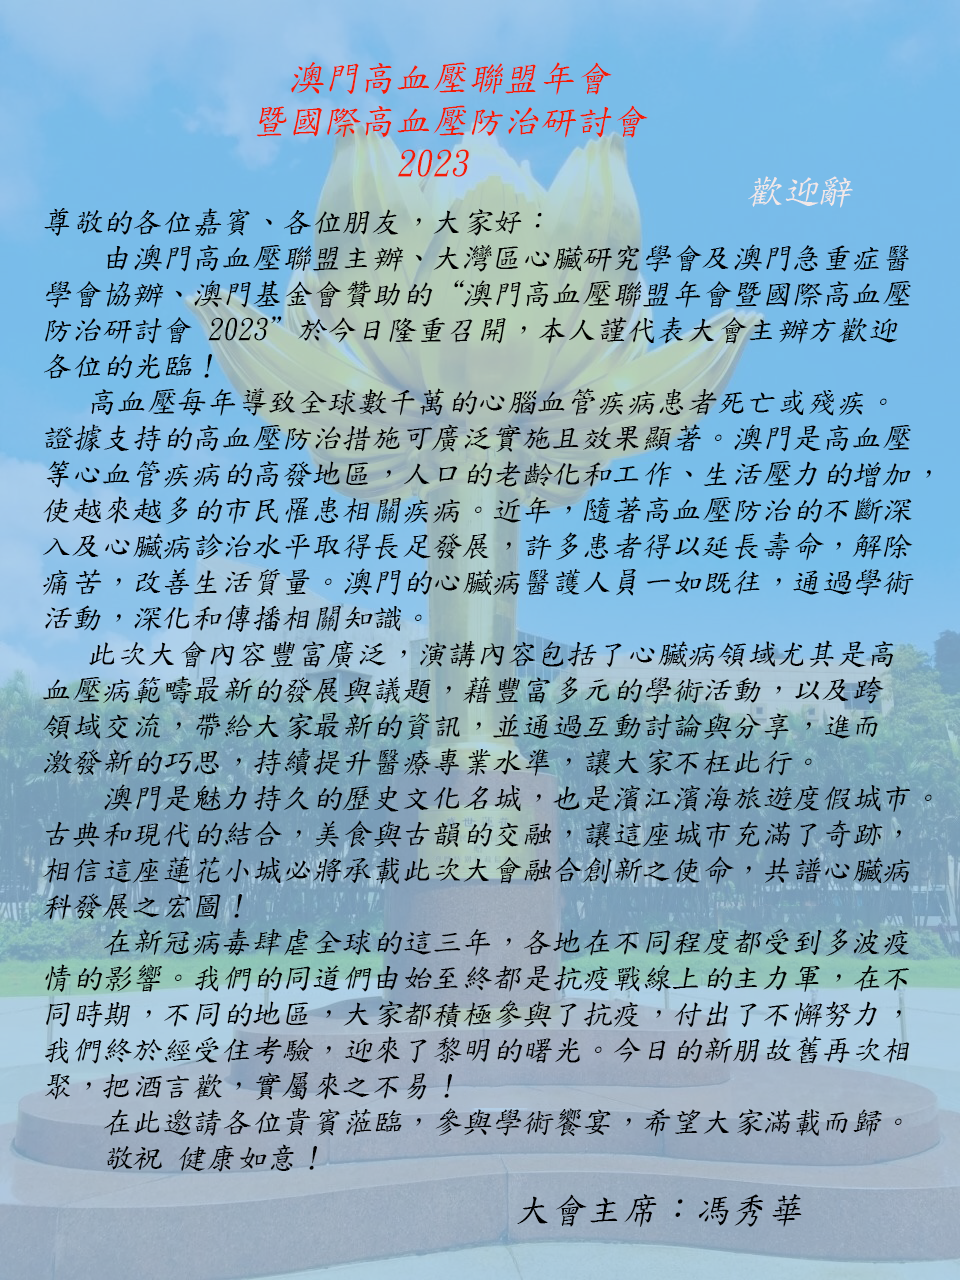 澳門高血壓聯盟年會
暨國際高血壓防治研討會
2023
歡迎辭
尊敬的各位嘉賓、各位朋友，大家好：
由澳門高血壓聯盟主辦、大灣區心臟研究學會及澳門急重症醫
學會協辦、澳門基金會贊助的“澳門高血壓聯盟年會暨國際高血壓
防治研討會 2023”於今日隆重召開，本人謹代表大會主辦方歡迎
各位的光臨！
高血壓每年導致全球數千萬的心腦血管疾病患者死亡或殘疾。
證據支持的高血壓防治措施可廣泛實施且效果顯著。澳門是高血壓
等心血管疾病的高發地區，人口的老齡化和工作、生活壓力的增加，
使越來越多的市民罹患相關疾病。近年，隨著高血壓防治的不斷深
入及心臟病診治水平取得長足發展，許多患者得以延長壽命，解除
痛苦，改善生活質量。澳門的心臟病醫護人員一如既往，通過學術
活動，深化和傳播相關知識。
此次大會內容豐富廣泛，演講內容包括了心臟病領域尤其是高
血壓病範疇最新的發展與議題，藉豐富多元的學術活動，以及跨
領域交流，帶給大家最新的資訊，並通過互動討論與分享，進而
激發新的巧思，持續提升醫療專業水準，讓大家不枉此行。
澳門是魅力持久的歷史文化名城，也是濱江濱海旅遊度假城市。
古典和現代的結合，美食與古韻的交融，讓這座城市充滿了奇跡，
相信這座蓮花小城必將承載此次大會融合創新之使命，共譜心臟病
科發展之宏圖！
在新冠病毒肆虐全球的這三年，各地在不同程度都受到多波疫
情的影響。我們的同道們由始至終都是抗疫戰線上的主力軍，在不
同時期，不同的地區，大家都積極參與了抗疫，付出了不懈努力，
我們終於經受住考驗，迎來了黎明的曙光。今日的新朋故舊再次相
聚，把酒言歡，實屬來之不易！
在此邀請各位貴賓蒞臨，參與學術饗宴，希望大家滿載而歸。
敬祝 健康如意！
大會主席：馮秀華